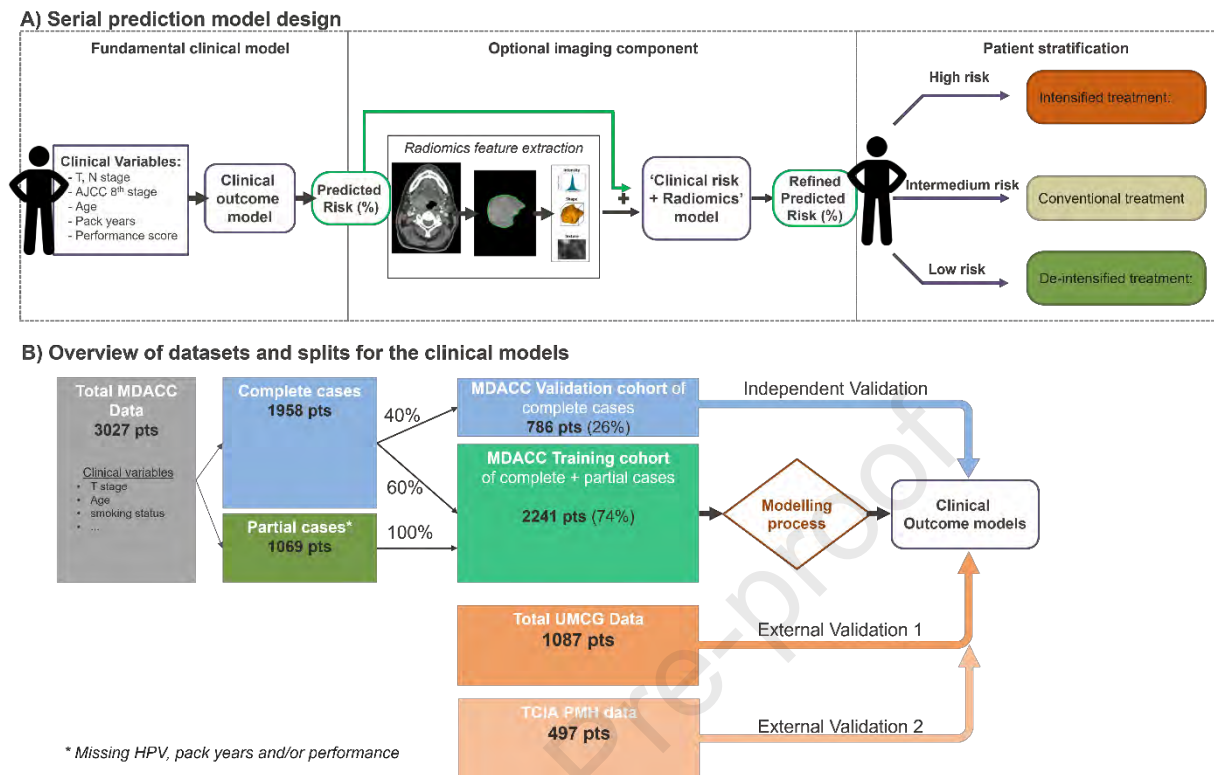 A) Serial prediction model design
Fundamental clinical model
Optional imaging component
Patient stratification
Clinical Variables:
- T, N stage
- AJCC 8th stage
- Age
- Pack years
- Performance score
Clinical
outcome
model
Predicted
Risk (%)
Radiomics feature extraction
Intensity
Shape
Texture
+
‘Clinical risk
+ Radiomics’
model
Refined
Predicted
Risk (%)
High risk
Intensified treatment:
Intermedium risk
Conventional treatment
Low risk
De-intensified treatment:
B) Overview of datasets and splits for the clinical models
Total MDACC
Data
3027 pts
Clinical variables
• T stage
• Age
• smoking status
• ...
Complete cases
1958 pts
Partial cases*
1069 pts
40%
60%
100%
MDACC Validation cohort of
complete cases
786 pts (26%)
MDACC Training cohort
of complete + partial cases
2241 pts (74%)
Modelling
process
Independent Validation
Clinical
Outcome models
Total UMCG Data
1087 pts
External Validation 1
TCIA PMH data
497 pts
External Validation 2
* Missing HPV, pack years and/or performance
Pre-proof